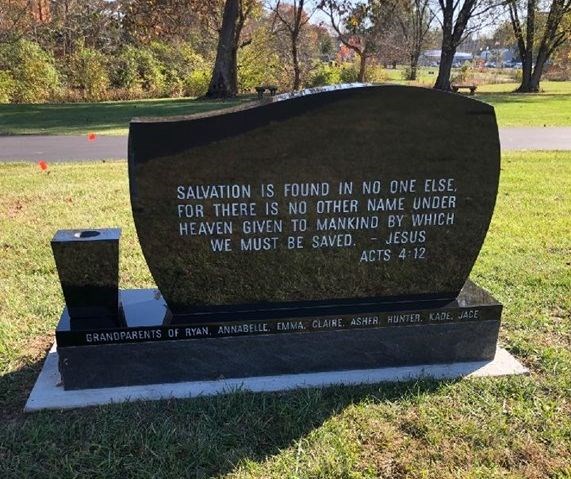 SALVATION IS FOUND IN NO ONE ELSE,
FOR THERE IS NO OTHER NAME UNDER
HEAVEN GIVEN TO MANKIND BY WHICH
WE MUST BE SAVED. - JESUS
ACTS 4:12
GRANDPARENTS OF RYAN, ANNABELLE, EMMA, CLAIRE, ASHER, HUNTER, KADE, JACE